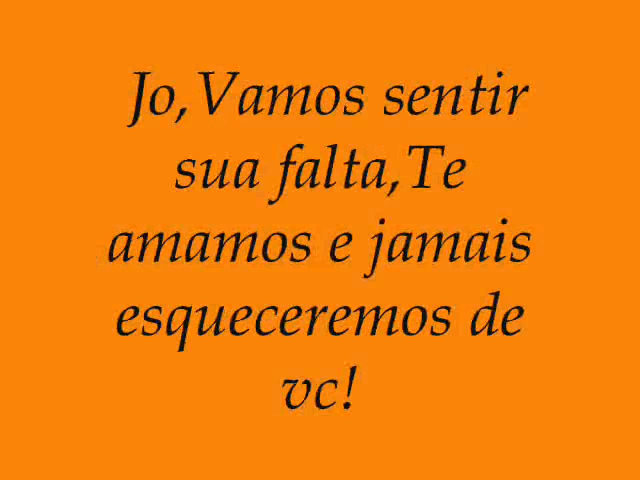 Jo,Vamos sentir
sua falta,Te
amamos e jamais
esqueceremos de
vc!